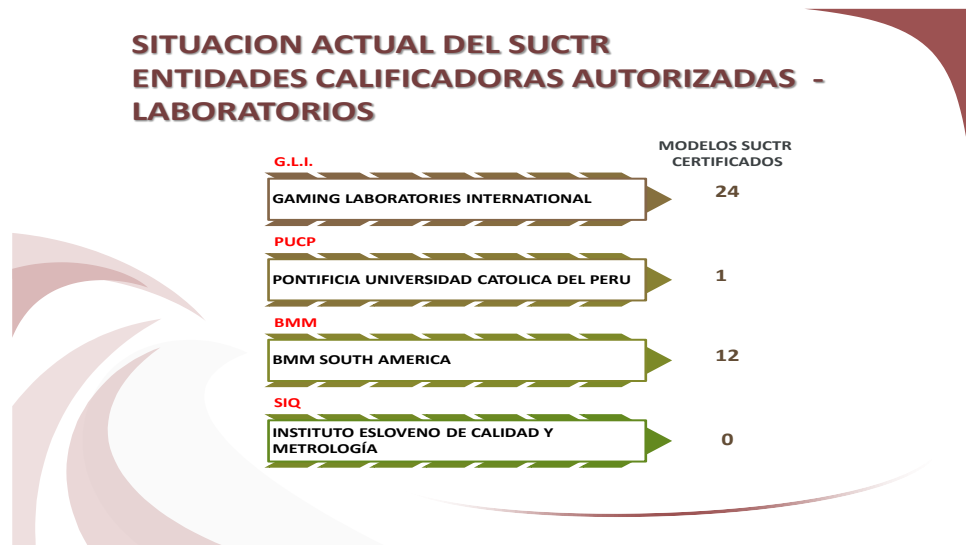 SITUACION ACTUAL DEL SUCTR
ENTIDADES CALIFICADORAS AUTORIZADAS -
LABORATORIOS
MODELOS SUCTR
CERTIFICADOS
G.L.I.
GAMING LABORATORIES INTERNATIONAL
24
PUCP
PONTIFICIA UNIVERSIDAD CATOLICA DEL PERU
1
BMM
BMM SOUTH AMERICA
12
SIQ
INSTITUTO ESLOVENO DE CALIDAD Y
METROLOGÍA
0